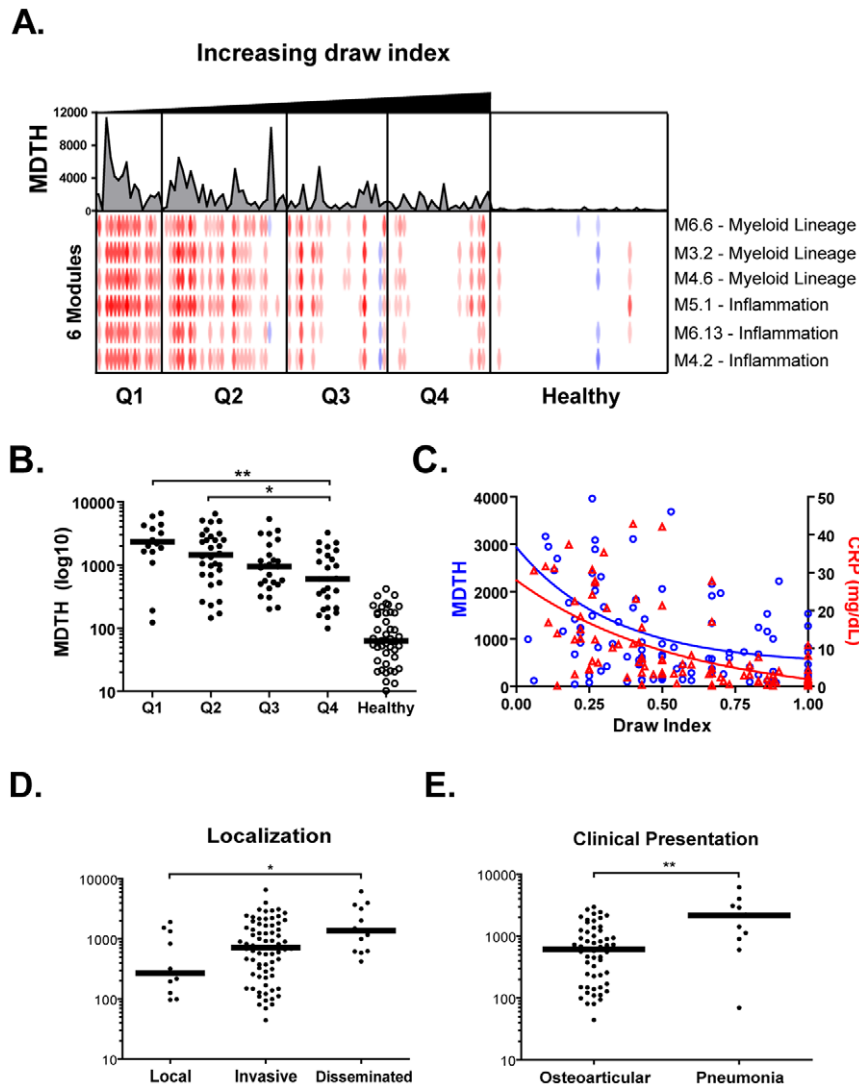 A.
Increasing draw index
MDTH
12000
8000
4000
0
6 Modules
M6.6 - Myeloid Lineage
M3.2 - Myeloid Lineage
M4.6 - Myeloid Lineage
M5.1 - Inflammation
M6.13 - Inflammation
M4.2 - Inflammation
Q1 Q2 Q3 Q4 Healthy
B.
** 
*
MDTH (log10)
10000
1000
100
10
Q1 Q2 Q3 Q4 Healthy
C.
MDTH
4000
3000
2000
1000
0
50
40
30
20
10
0
CRP (mg/dL)
0.00 0.25 0.50 0.75 1.00
Draw Index
D.
Localization
*
10000
1000
100
10
Local Invasive Disseminated
E.
Clinical Presentation
**
10000
1000
100
10
Osteoarticular Pneumonia